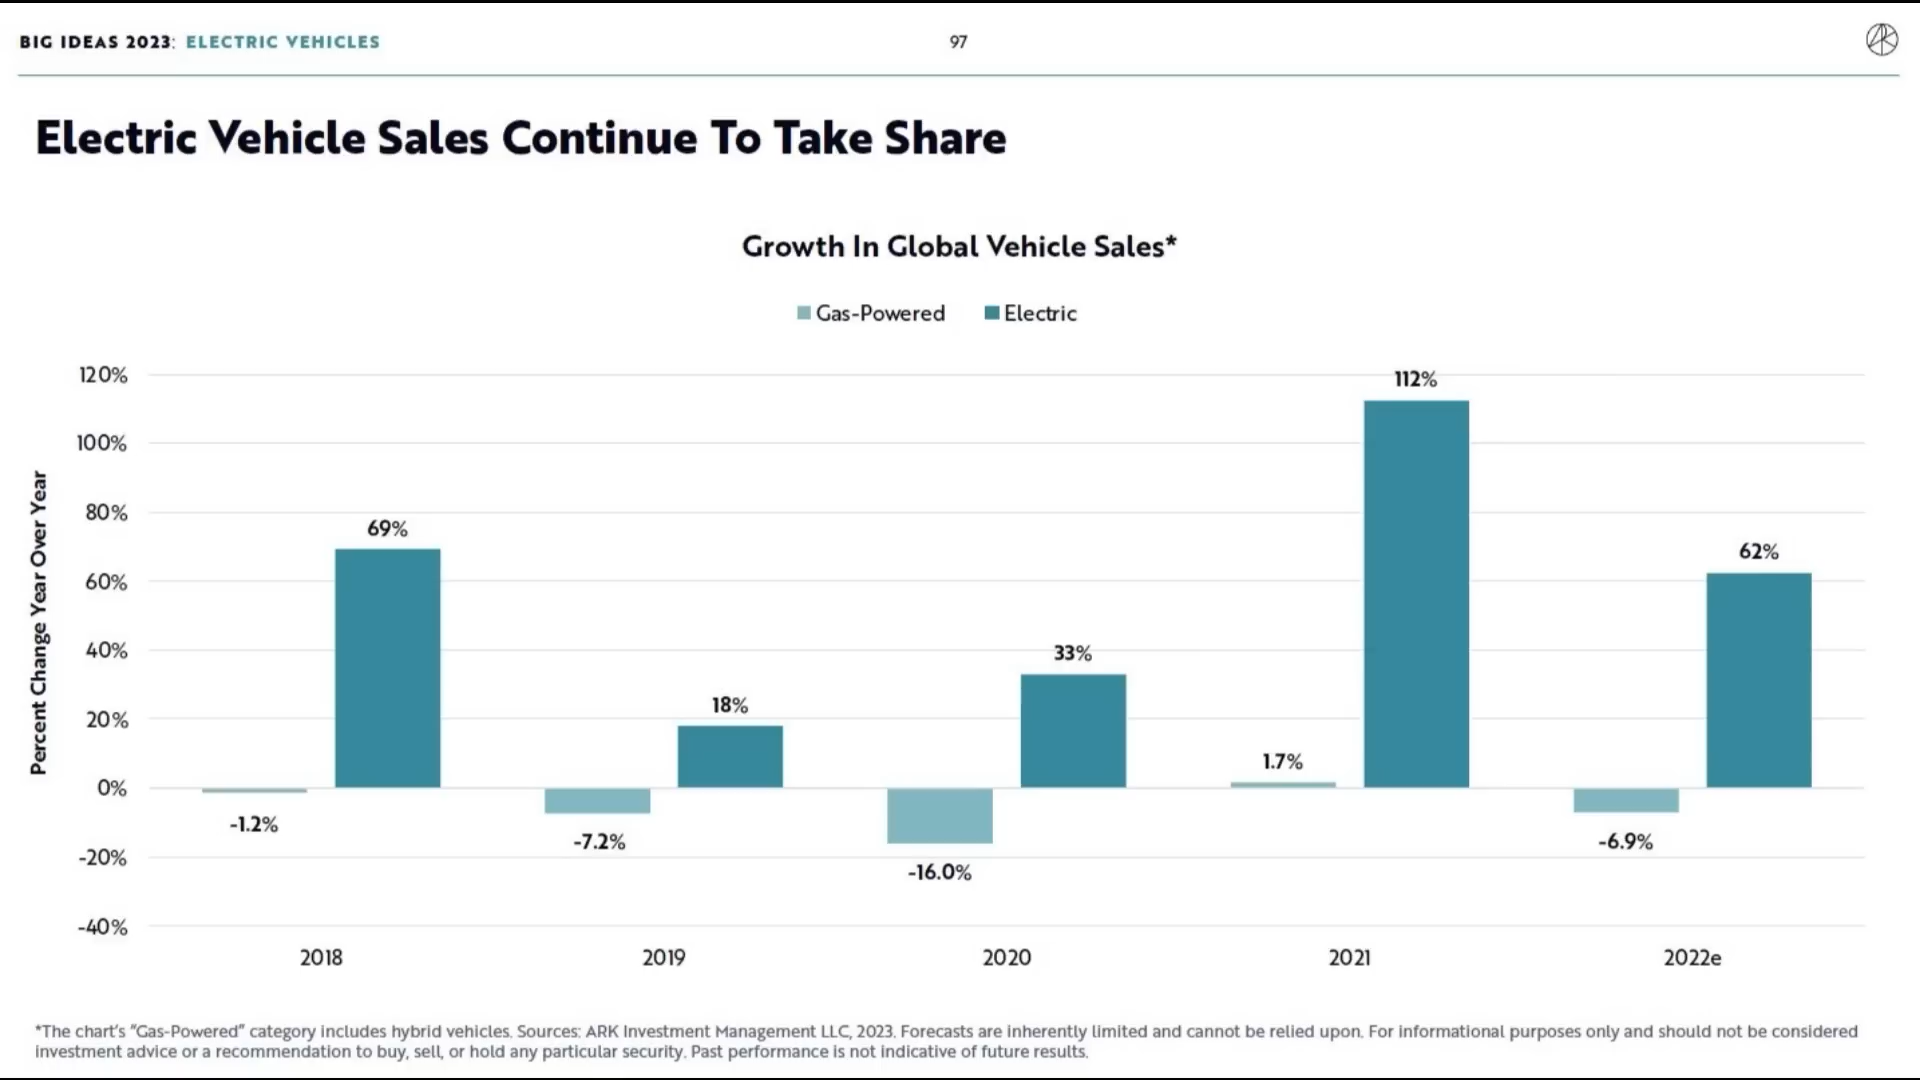 BIG IDEAS 2023: ELECTRIC VEHICLES
97
Electric Vehicle Sales Continue To Take Share
Growth In Global Vehicle Sales*
Gas-Powered Electric
Percent Change Year Over Year
120%
100%
80%
60%
40%
20%
0%
-20%
-40%
-1.2%
69%
-7.2%
18%
-16.0%
33%
1.7%
112%
-6.9%
62%
2018 2019 2020 2021 2022e
*The chart's "Gas-Powered" category includes hybrid vehicles. Sources: ARK Investment Management LLC, 2023. Forecasts are inherently limited and cannot be relied upon. For informational purposes only and should not be considered
investment advice or a recommendation to buy, sell, or hold any particular security. Past performance is not indicative of future results.